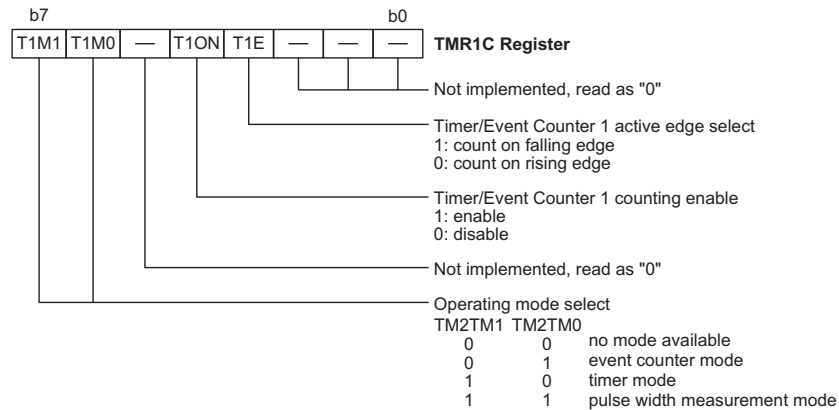 b7 b0
T1M1 T1M0 — T1ON T1E — — — TMR1C Register
Not implemented, read as "0"
Timer/Event Counter 1 active edge select
1: count on falling edge
0: count on rising edge
Timer/Event Counter 1 counting enable
1: enable
0: disable
Not implemented, read as "0"
Operating mode select
TM2TM1 TM2TM0
0 0 no mode available
0 1 event counter mode
1 0 timer mode
1 1 pulse width measurement mode